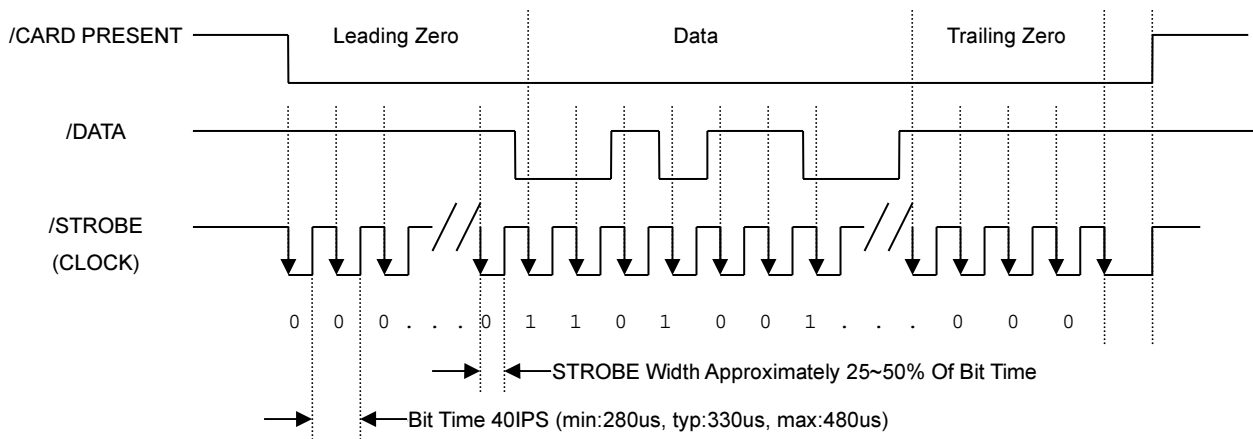 /CARD PRESENT Leading Zero Data Trailing Zero
/DATA
/STROBE
(CLOCK)
0 0 0 . . . 0 1 1 0 1 0 0 1 . . . 0 0 0
STROBE Width Approximately 25~50% Of Bit Time
Bit Time 40IPS (min:280us, typ:330us, max:480us)